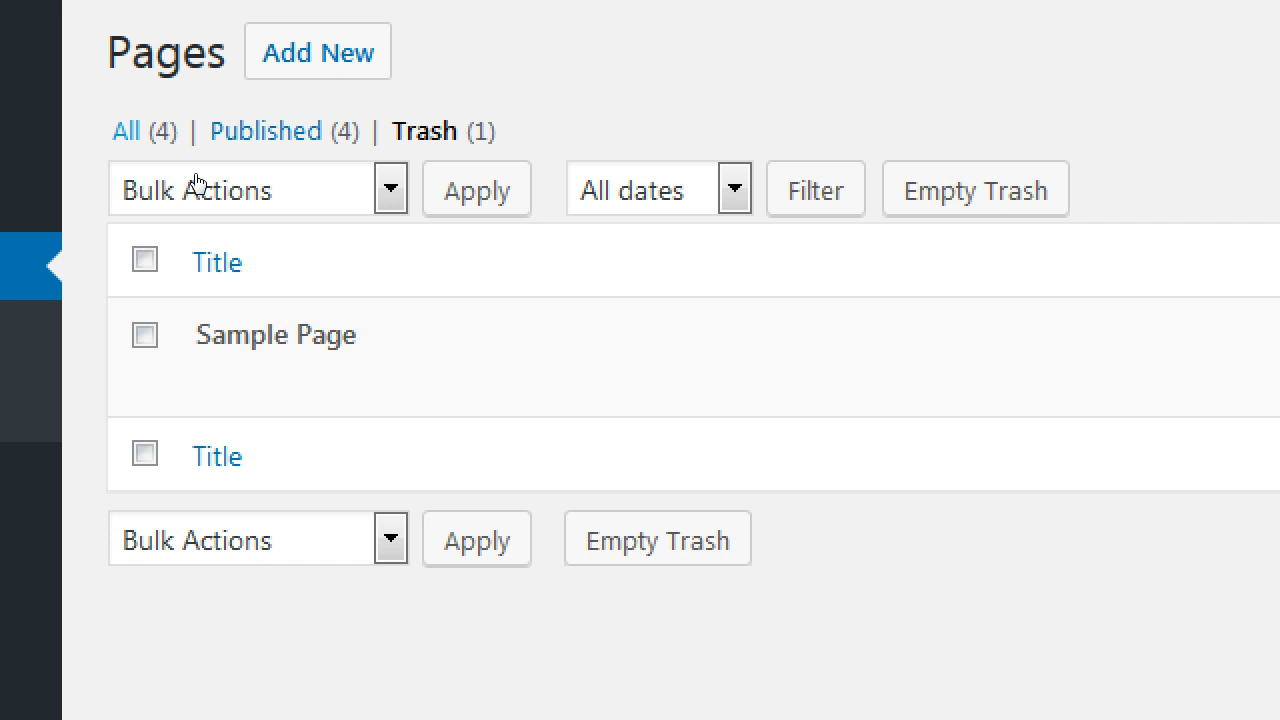 Pages Add New
All (4) | Published (4) | Trash (1)
Bulk Actions Apply All dates Filter Empty Trash
Title
Sample Page
Title
Bulk Actions Apply Empty Trash